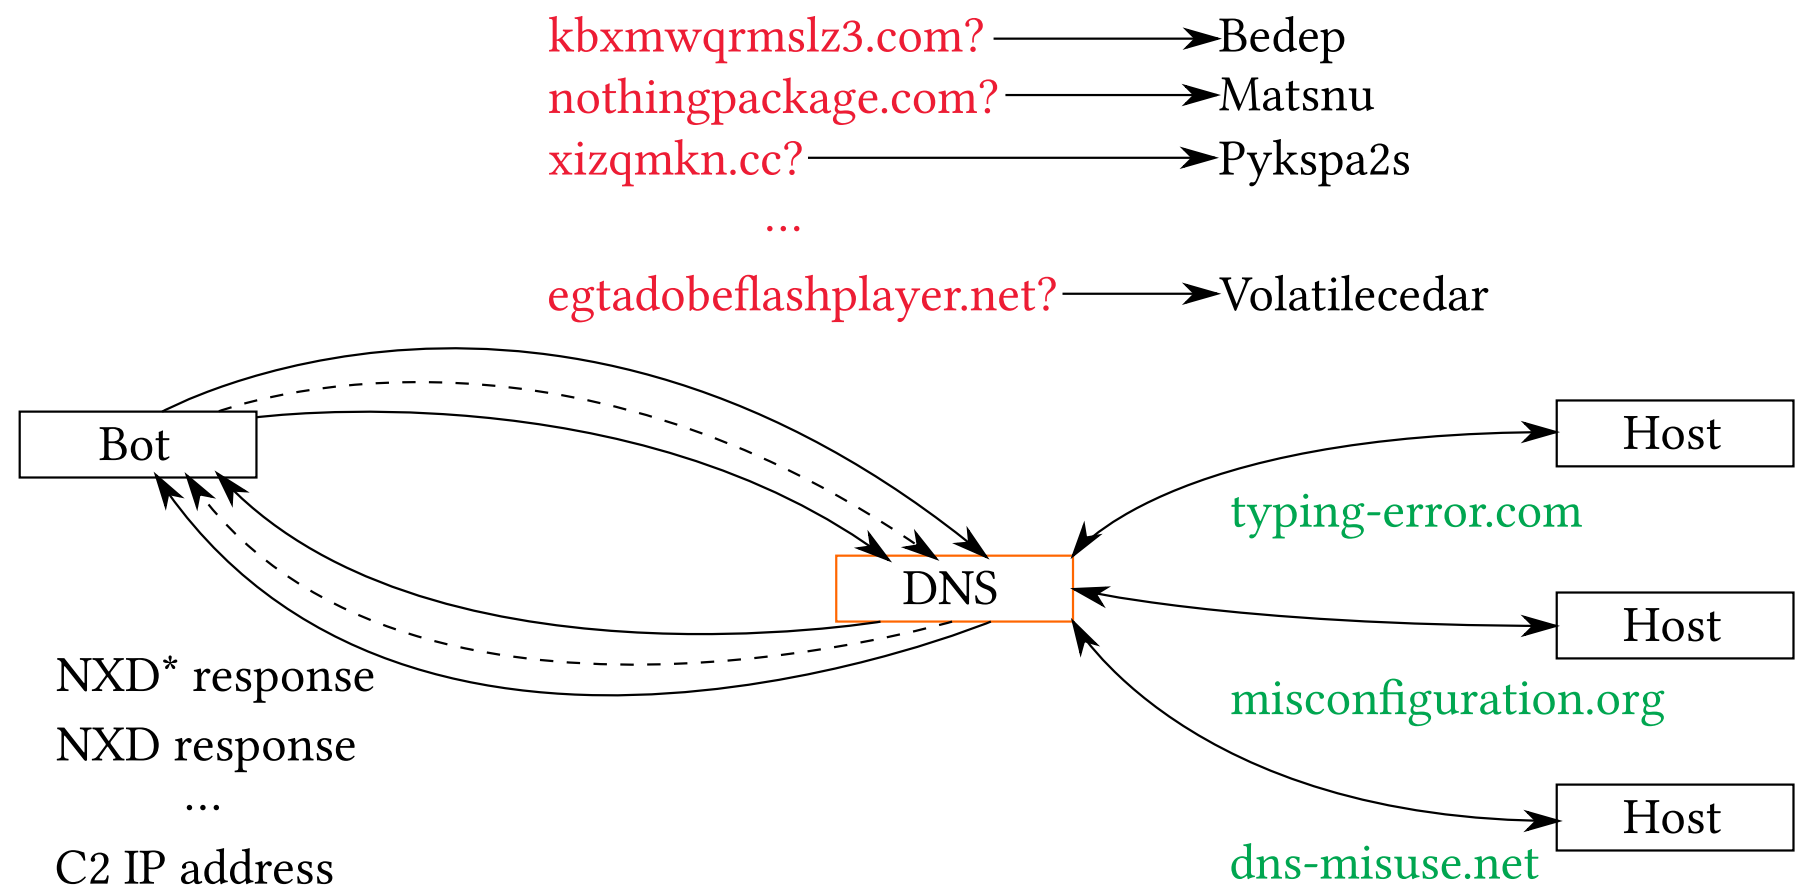 kbxmwqrmslz3.com? Bedep
nothingpackage.com? Matsnu
xizqmkn.cc? Pykspa2s
...
egtadobeflashplayer.net? Volatilecedar
Bot
Host
typing-error.com
DNS
Host
misconfiguration.org
NXD* response
NXD response
...
Host
C2 IP address
dns-misuse.net